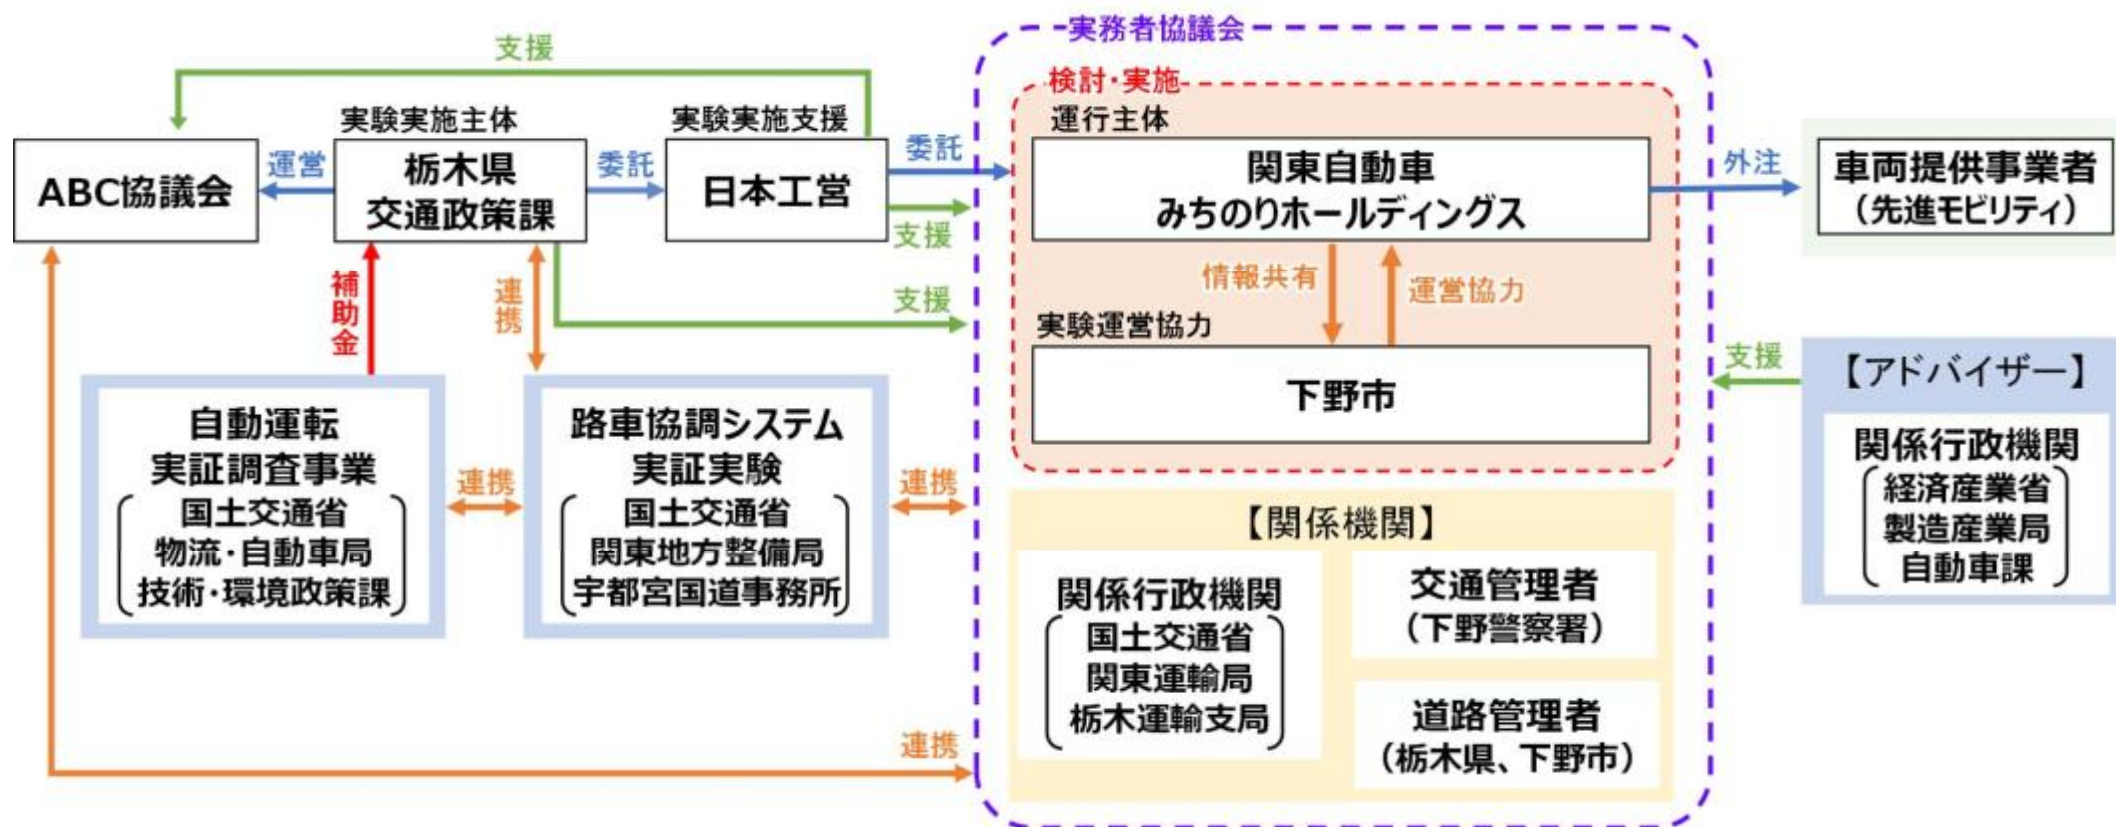 実務者協議会
支援
検討・実施
実験実施主体
実験実施支援
運行主体
ABC協議会
運営
栃木県
交通政策課
委託
日本工営
委託
支援
関東自動車
みちのりホールディングス
外注
車両提供事業者
(先進モビリティ)
補助金
連携
支援
情報共有
運営協力
実験運営協力
下野市
支援
【アドバイザー】
関係行政機関
経済産業省
製造産業局
自動車課
自動運転
実証調査事業
国土交通省
物流・自動車局
技術・環境政策課
連携
路車協調システム
実証実験
国土交通省
関東地方整備局
宇都宮国道事務所
連携
【関係機関】
関係行政機関
国土交通省
関東運輸局
栃木運輸支局
交通管理者
(下野警察署)
道路管理者
(栃木県、下野市)
連携